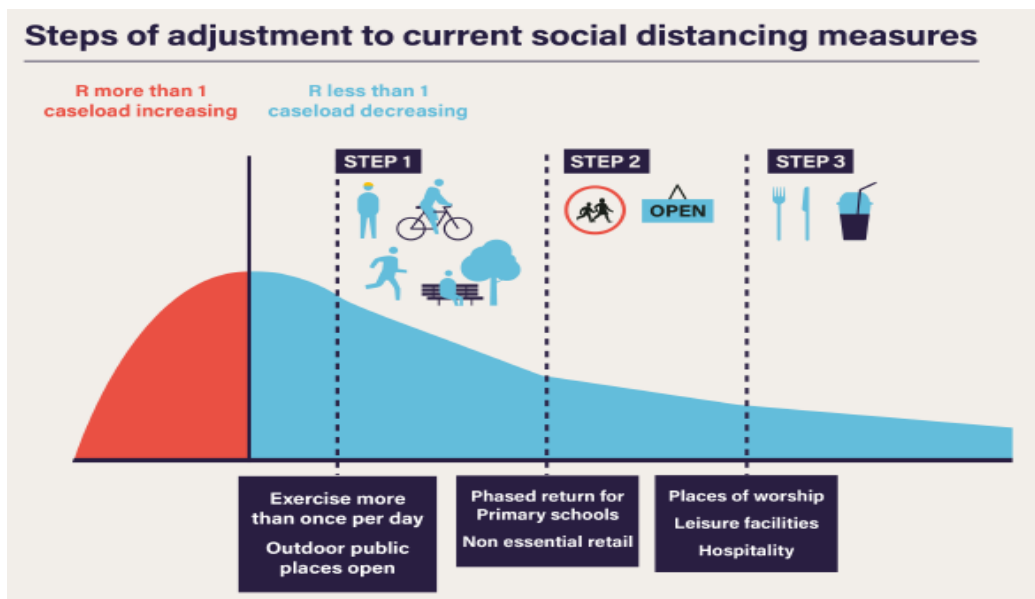 Steps of adjustment to current social distancing measures
R more than 1
caseload increasing
R less than 1
caseload decreasing
STEP 1
STEP 2
STEP 3
OPEN
Exercise more
than once per day
Outdoor public
places open
Phased return for
Primary schools
Non essential retail
Places of worship
Leisure facilities
Hospitality